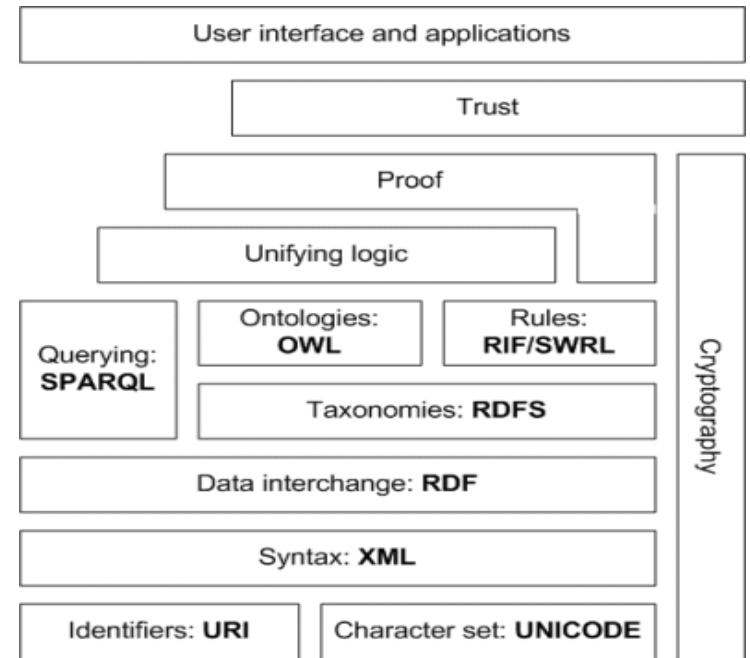 User interface and applications
Trust
Proof
Unifying logic
Querying:
SPARQL
Ontologies:
OWL
Rules:
RIF/SWRL
Taxonomies: RDFS
Data interchange: RDF
Syntax: XML
Identifiers: URI
Character set: UNICODE
Cryptography